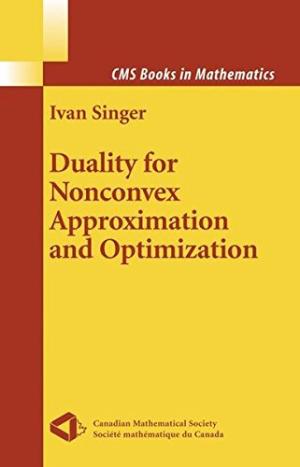 CMS Books in Mathematics
Ivan Singer
Duality for
Nonconvex
Approximation
and Optimization
Canadian Mathematical Society
Société mathématique du Canada